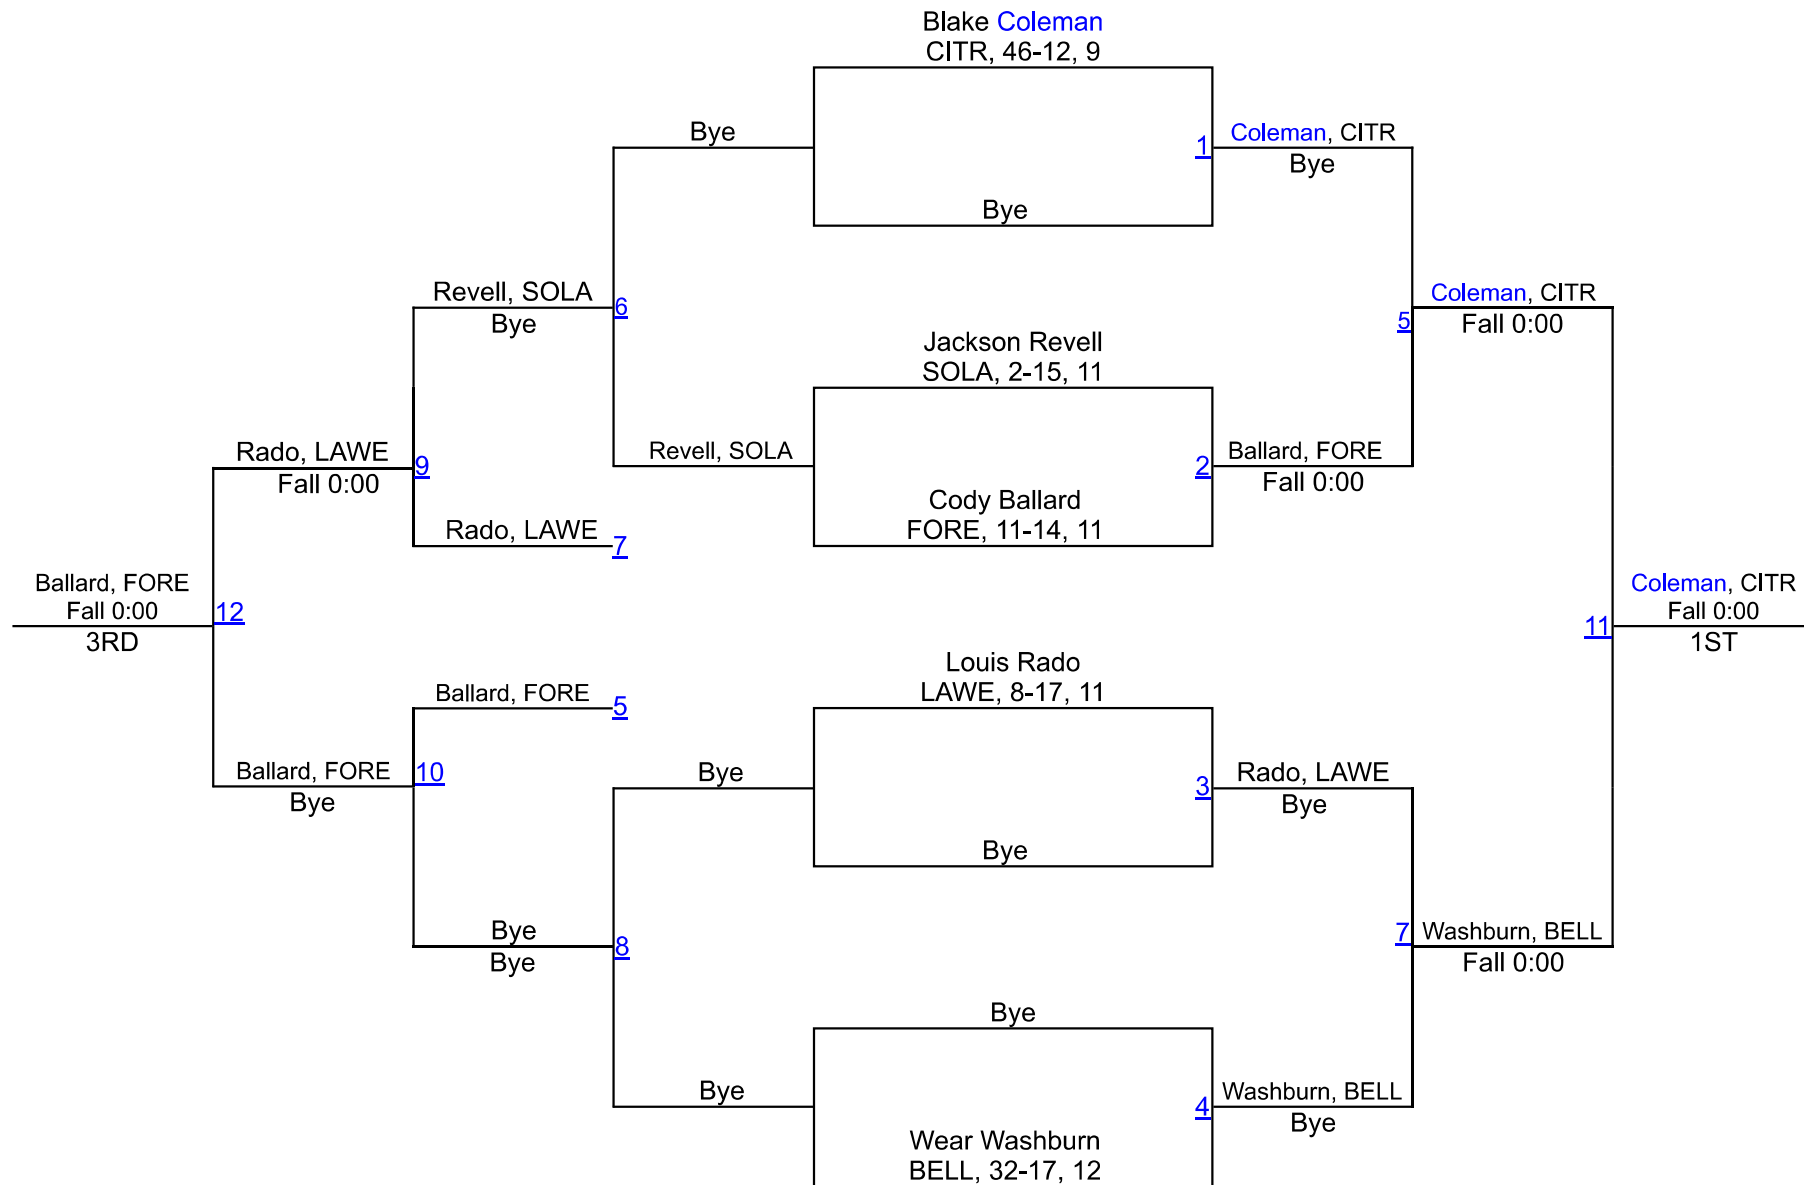 Blake Coleman
CITR, 46-12, 9
Bye
1
Coleman, CITR
Bye
Bye
Revell, SOLA
Bye
6
Coleman, CITR
Fall 0:00
5
Jackson Revell
SOLA, 2-15, 11
Rado, LAWE
Fall 0:00
9
Revell, SOLA
2
Ballard, FORE
Fall 0:00
Cody Ballard
FORE, 11-14, 11
Rado, LAWE
7
Ballard, FORE
Fall 0:00
3RD
12
Coleman, CITR
Fall 0:00
1ST
11
Louis Rado
LAWE, 8-17, 11
Ballard, FORE
5
Ballard, FORE
Bye
10
Bye
3
Rado, LAWE
Bye
Bye
Bye
Bye
8
7
Washburn, BELL
Fall 0:00
Bye
Bye
4
Washburn, BELL
Bye
Wear Washburn
BELL, 32-17, 12